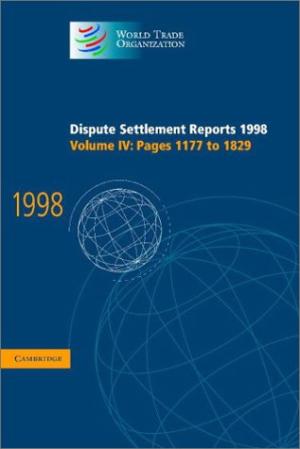 WORLD TRADE
ORGANIZATION
Dispute Settlement Reports 1998
Volume IV: Pages 1177 to 1829
1998
CAMBRIDGE